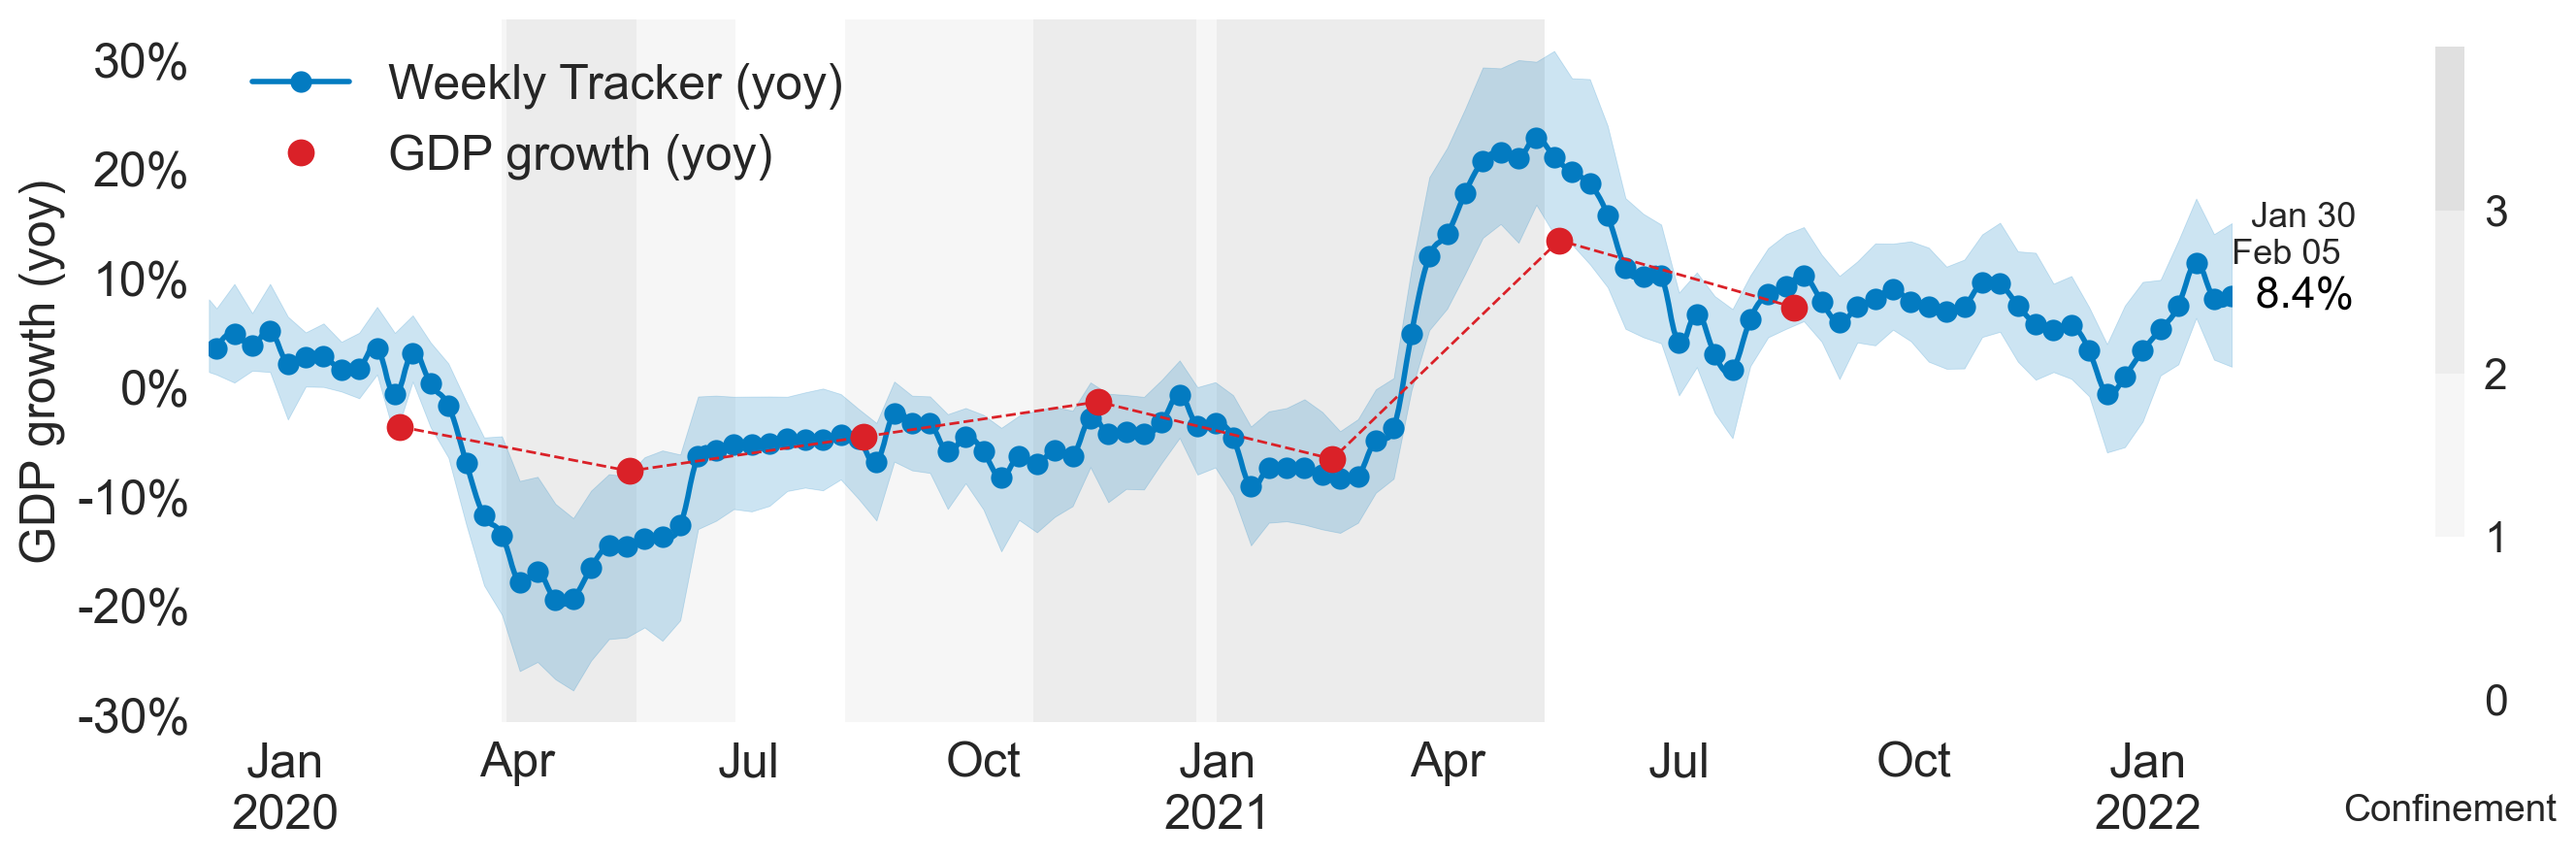 30%
20%
10%
0%
-10%
-20%
-30%
GDP growth (yoy)
Weekly Tracker (yoy)
GDP growth (yoy)
Jan 30
Feb 05
8.4%
3
2
1
0
Jan Apr Jul Oct Jan Apr Jul Oct Jan
2020 2021 2022
Confinement